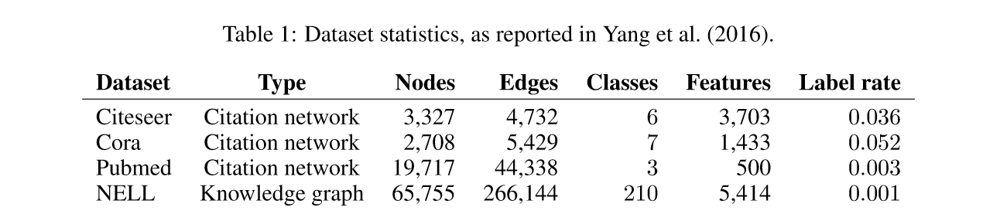 Table 1: Dataset statistics, as reported in Yang et al. (2016).
Dataset Type Nodes Edges Classes Features Label rate
Citeseer Citation network 3,327 4,732 6 3,703 0.036
Cora Citation network 2,708 5,429 7 1,433 0.052
Pubmed Citation network 19,717 44,338 3 500 0.003
NELL Knowledge graph 65,755 266,144 210 5,414 0.001